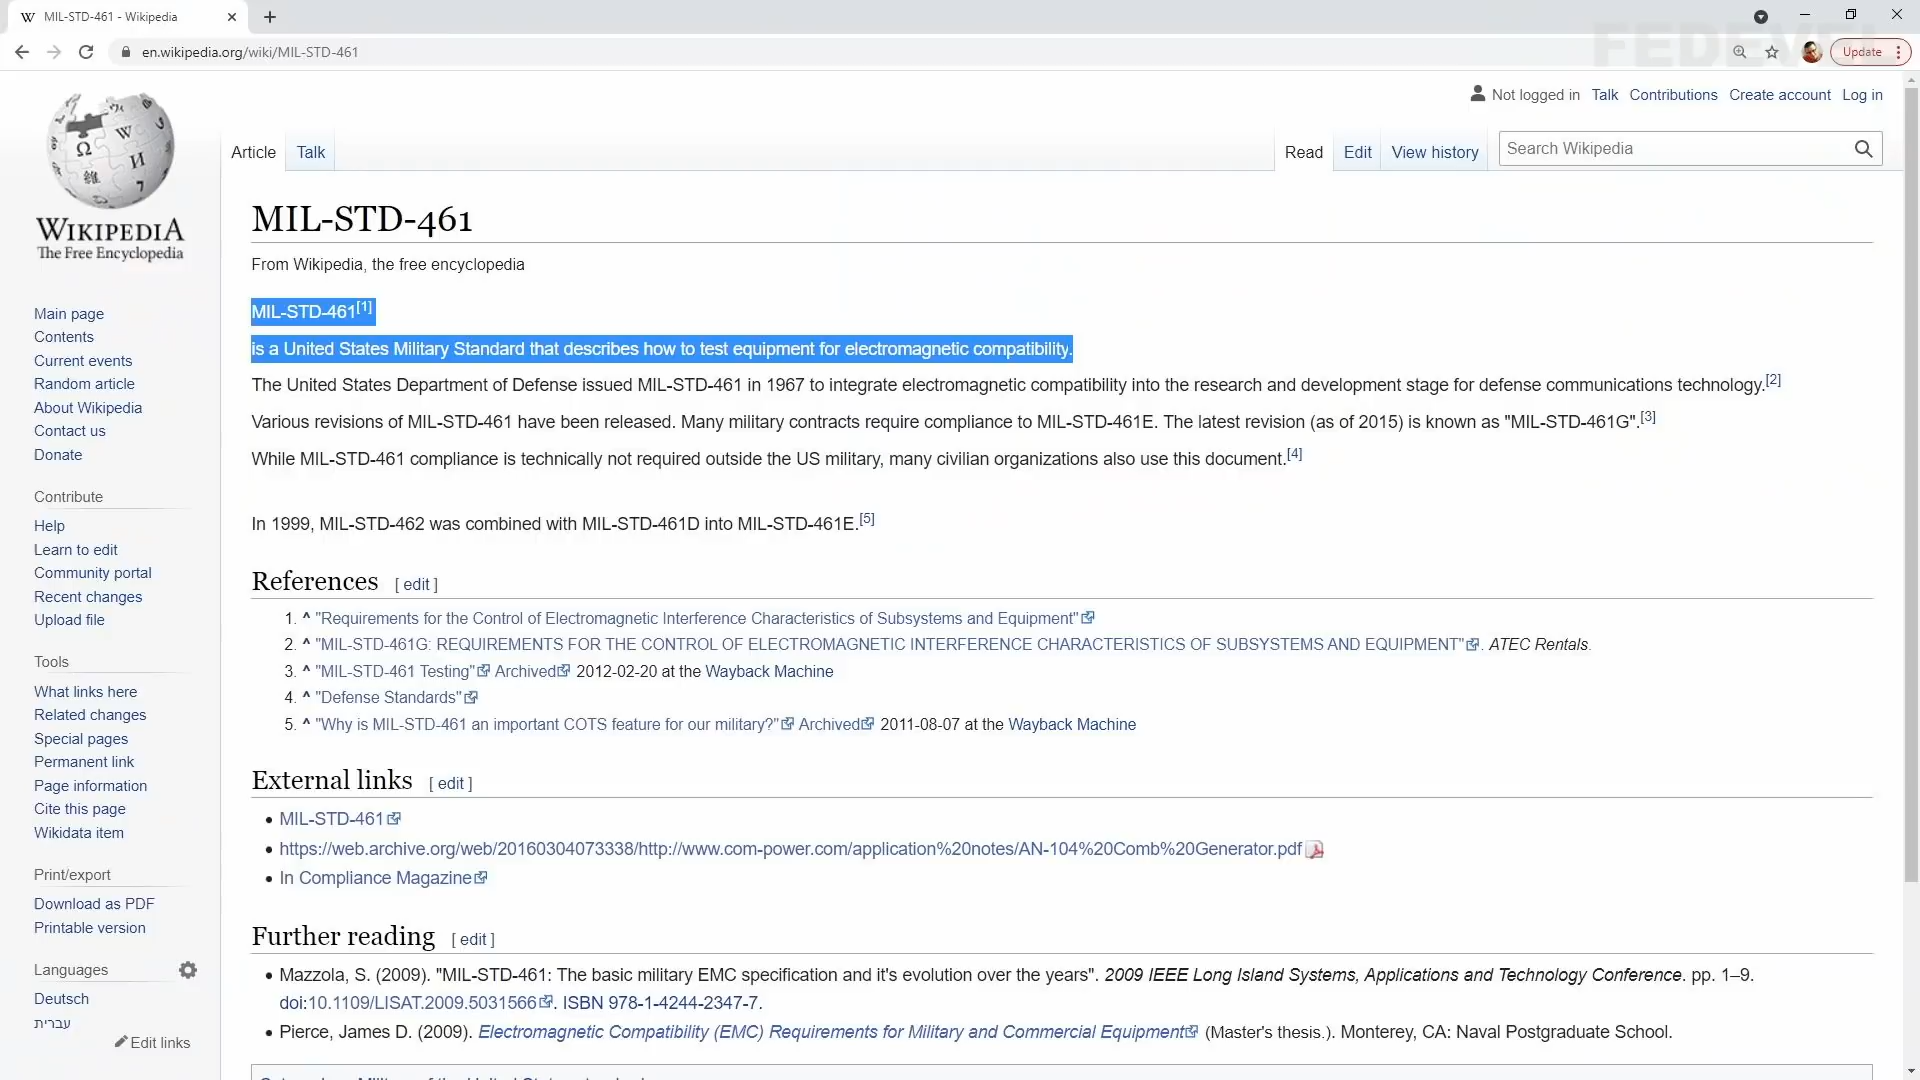 MIL-STD-461 - Wikipedia
en.wikipedia.org/wiki/MIL-STD-461
Update
FEDEVEL
Not logged in Talk Contributions Create account Log in
Article Talk Read Edit View history Search Wikipedia
WIKIPEDIA
The Free Encyclopedia
Main page
Contents
Current events
Random article
About Wikipedia
Contact us
Donate
Contribute
Help
Learn to edit
Community portal
Recent changes
Upload file
Tools
What links here
Related changes
Special pages
Permanent link
Page information
Cite this page
Wikidata item
Print/export
Download as PDF
Printable version
Languages
Deutsch
עברית
Edit links
MIL-STD-461
From Wikipedia, the free encyclopedia
MIL-STD-461[1]
is a United States Military Standard that describes how to test equipment for electromagnetic compatibility.
The United States Department of Defense issued MIL-STD-461 in 1967 to integrate electromagnetic compatibility into the research and development stage for defense communications technology.[2]
Various revisions of MIL-STD-461 have been released. Many military contracts require compliance to MIL-STD-461E. The latest revision (as of 2015) is known as "MIL-STD-461G".[3]
While MIL-STD-461 compliance is technically not required outside the US military, many civilian organizations also use this document.[4]
In 1999, MIL-STD-462 was combined with MIL-STD-461D into MIL-STD-461E.[5]
References [ edit ]
1. ^ "Requirements for the Control of Electromagnetic Interference Characteristics of Subsystems and Equipment"
2. ^ "MIL-STD-461G: REQUIREMENTS FOR THE CONTROL OF ELECTROMAGNETIC INTERFERENCE CHARACTERISTICS OF SUBSYSTEMS AND EQUIPMENT". ATEC Rentals.
3. ^ "MIL-STD-461 Testing" Archived 2012-02-20 at the Wayback Machine
4. ^ "Defense Standards"
5. ^ "Why is MIL-STD-461 an important COTS feature for our military?" Archived 2011-08-07 at the Wayback Machine
External links [ edit ]
• MIL-STD-461
• https://web.archive.org/web/20160304073338/http://www.com-power.com/application%20notes/AN-104%20Comb%20Generator.pdf
• In Compliance Magazine
Further reading [ edit ]
• Mazzola, S. (2009). "MIL-STD-461: The basic military EMC specification and it's evolution over the years". 2009 IEEE Long Island Systems, Applications and Technology Conference. pp. 1–9.
doi:10.1109/LISAT.2009.5031566. ISBN 978-1-4244-2347-7.
• Pierce, James D. (2009). Electromagnetic Compatibility (EMC) Requirements for Military and Commercial Equipment (Master's thesis.). Monterey, CA: Naval Postgraduate School.